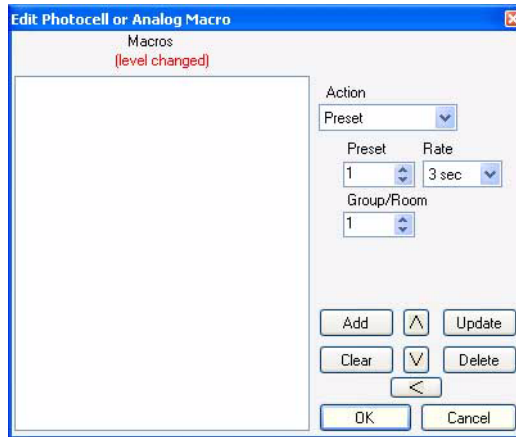 Edit Photocell or Analog Macro
Macros
(level changed)
Action
Preset
Preset Rate
1 3 sec
Group/Room
1
Add Λ Update
Clear V Delete
<
OK Cancel